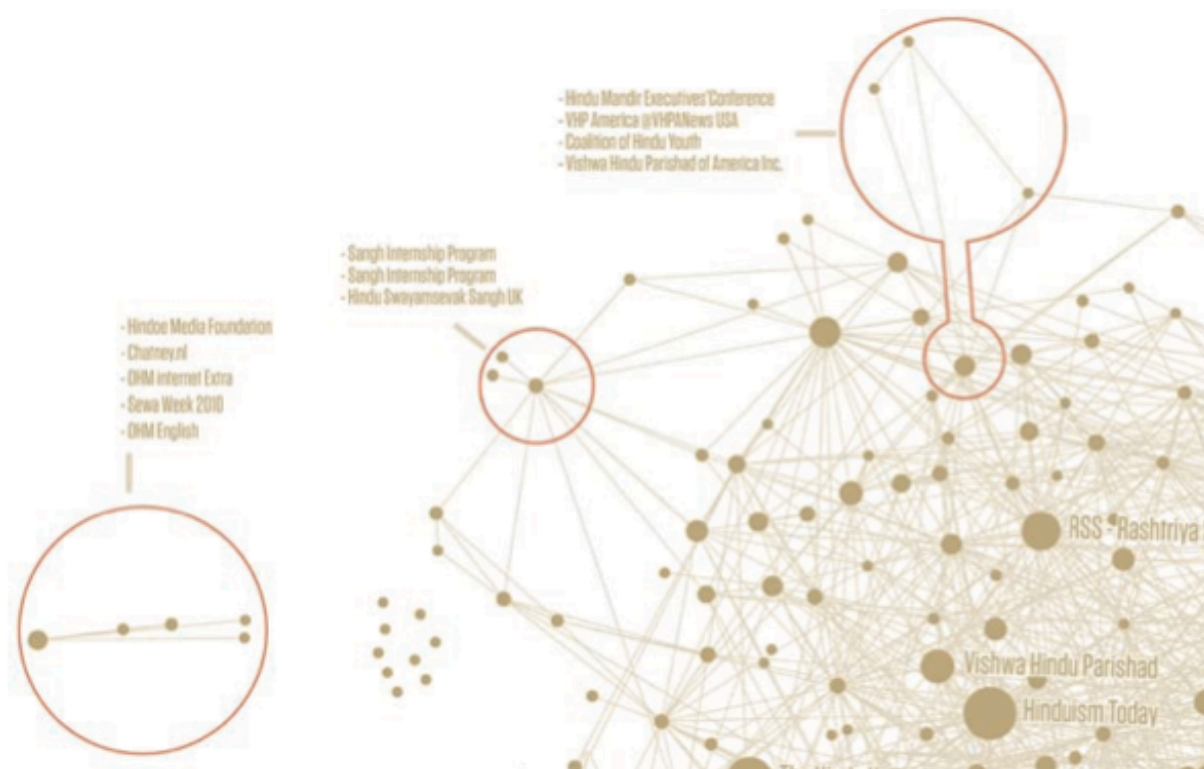 - Hindu Mandir Executives'Conference
- VHP America @VHPANews USA
- Coalition of Hindu Youth
- Vishwa Hindu Parishad of America Inc.
- Sangh Internship Program
- Sangh Internship Program
- Hindu Swayamsevak Sangh UK
- Hindoe Media Foundation
- Chatney.nl
- OHM internet Extra
- Sewa Week 2010
- OHM English
RSS - Rashtriya
Vishwa Hindu Parishad
Hinduism Today